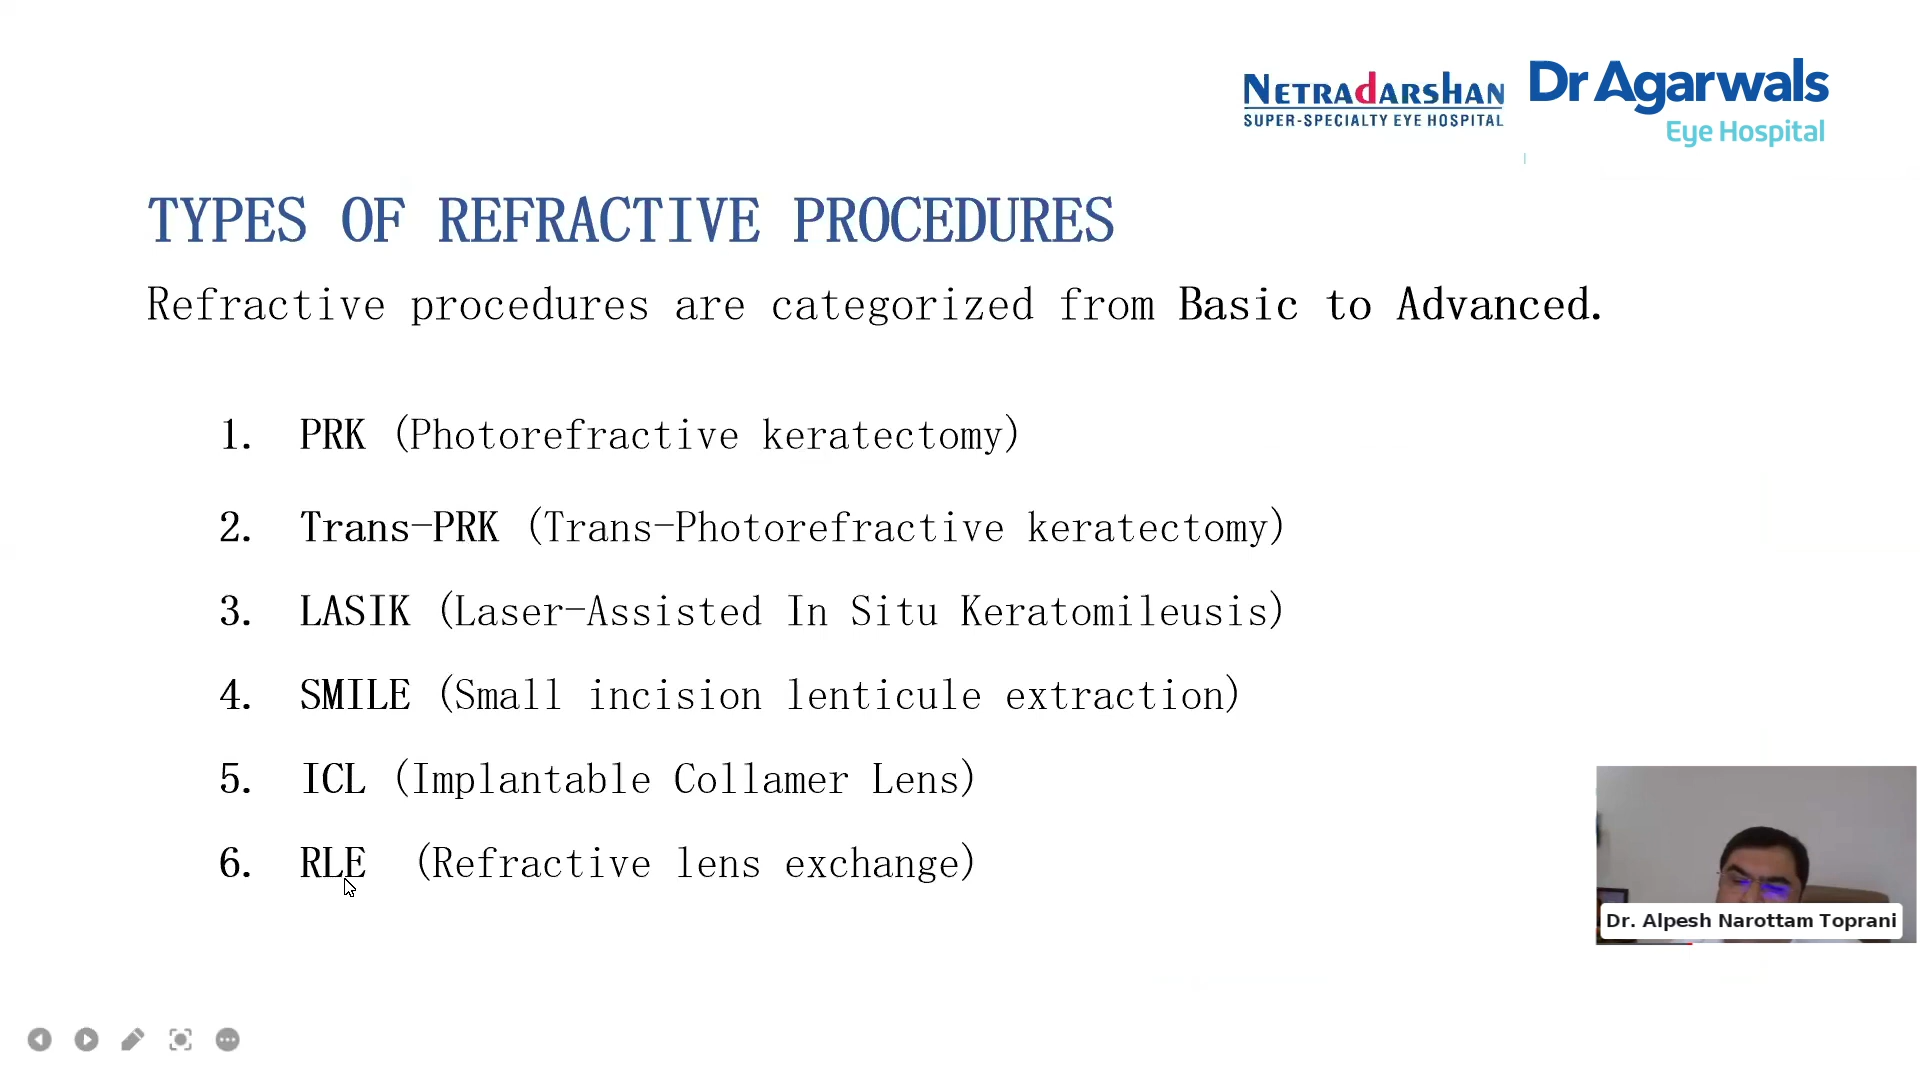 NETRADARSHAN
SUPER-SPECIALTY EYE HOSPITAL
Dr Agarwals
Eye Hospital
TYPES OF REFRACTIVE PROCEDURES
Refractive procedures are categorized from Basic to Advanced.
1. PRK (Photorefractive keratectomy)
2. Trans-PRK (Trans-Photorefractive keratectomy)
3. LASIK (Laser-Assisted In Situ Keratomileusis)
4. SMILE (Small incision lenticule extraction)
5. ICL (Implantable Collamer Lens)
6. RLE (Refractive lens exchange)
Dr. Alpesh Narottam Toprani